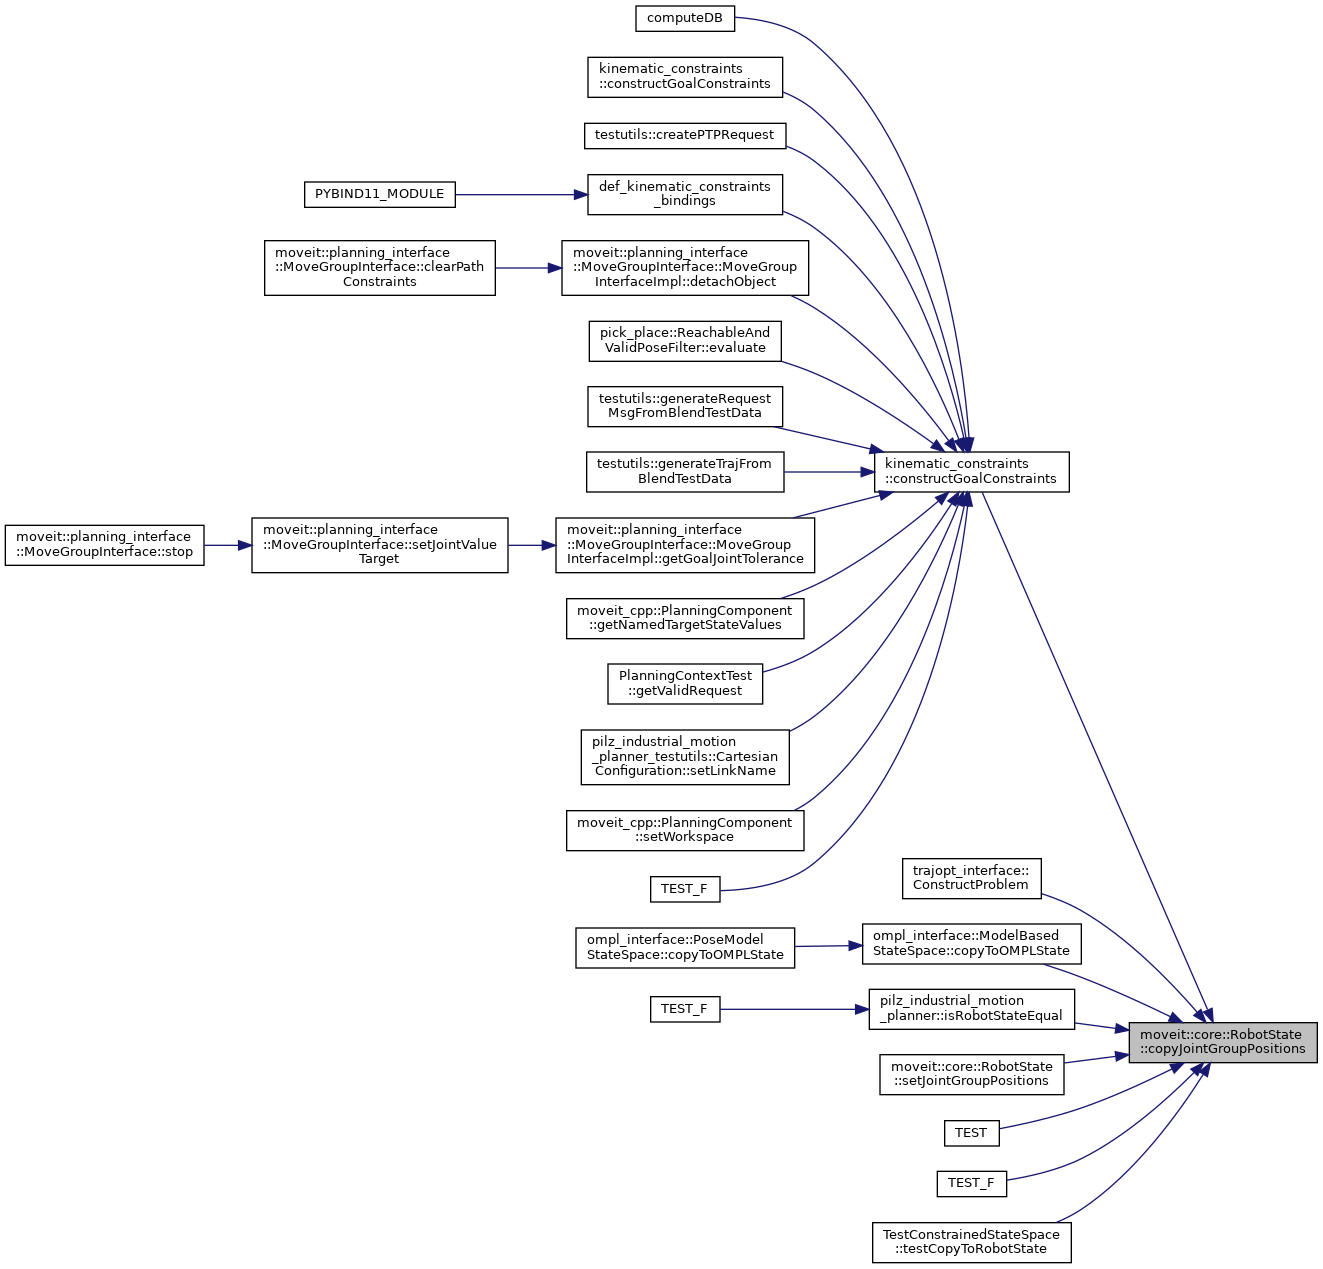 computeDB
kinematic_constraints
::constructGoalConstraints
testutils::createPTPRequest
PYBIND11_MODULE
def_kinematic_constraints
_bindings
moveit::planning_interface
::MoveGroupInterface::clearPath
Constraints
moveit::planning_interface
::MoveGroupInterface::MoveGroup
InterfaceImpl::detachObject
pick_place::ReachableAnd
ValidPoseFilter::evaluate
testutils::generateRequest
MsgFromBlendTestData
testutils::generateTrajFrom
BlendTestData
kinematic_constraints
::constructGoalConstraints
moveit::planning_interface
::MoveGroupInterface::stop
moveit::planning_interface
::MoveGroupInterface::setJointValue
Target
moveit::planning_interface
::MoveGroupInterface::MoveGroup
InterfaceImpl::getGoalJointTolerance
moveit_cpp::PlanningComponent
::getNamedTargetStateValues
PlanningContextTest
::getValidRequest
pilz_industrial_motion
_planner_testutils::Cartesian
Configuration::setLinkName
moveit_cpp::PlanningComponent
::setWorkspace
TEST_F
trajopt_interface::
ConstructProblem
ompl_interface::PoseModel
StateSpace::copyToOMPLState
ompl_interface::ModelBased
StateSpace::copyToOMPLState
TEST_F
pilz_industrial_motion
_planner::isRobotStateEqual
moveit::core::RobotState
::copyJointGroupPositions
moveit::core::RobotState
::setJointGroupPositions
TEST
TEST_F
TestConstrainedStateSpace
::testCopyToRobotState